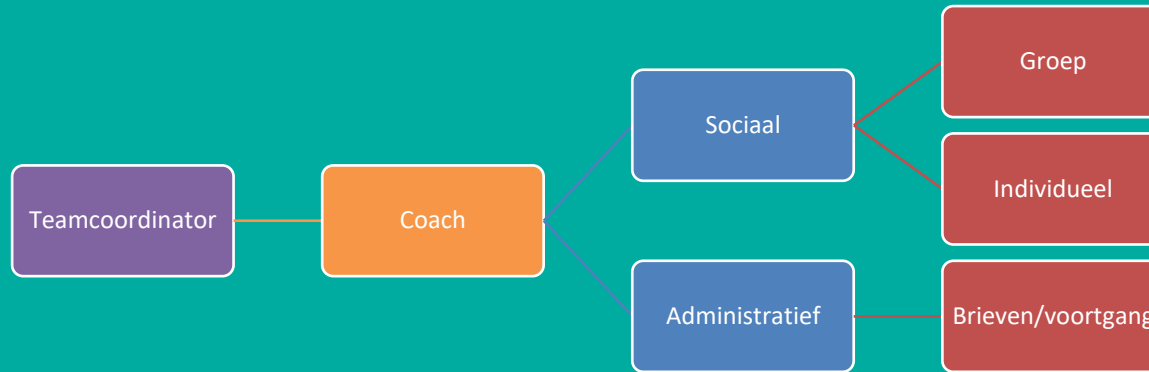 Groep
Sociaal
Individueel
Teamcoordinator
Coach
Administratief
Brieven/voortgang